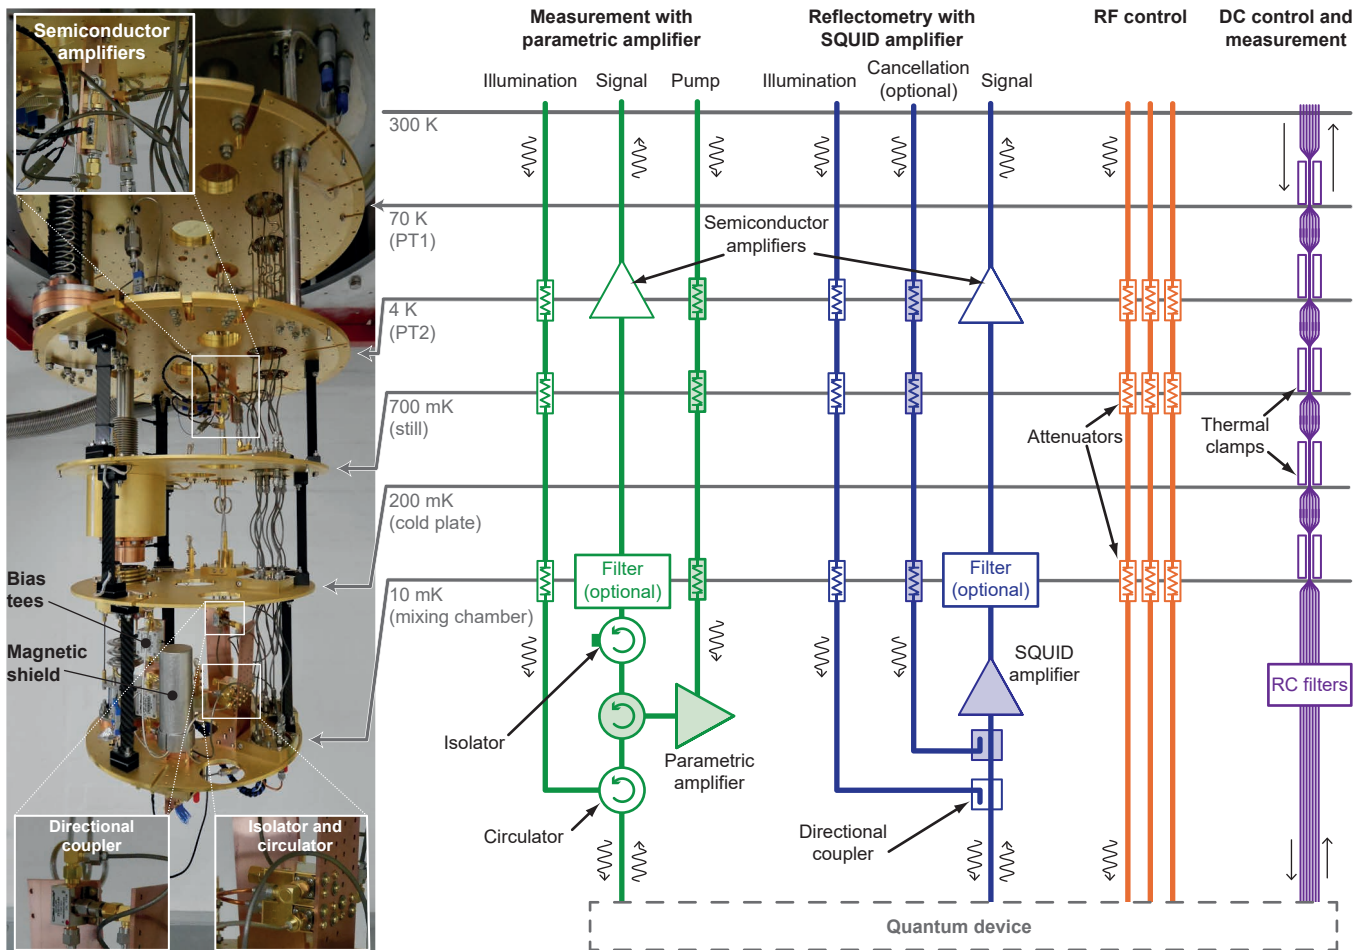 Semiconductor
amplifiers
Bias
tees
Magnetic
shield
Directional
coupler
Isolator and
circulator
Measurement with
parametric amplifier
Reflectometry with
SQUID amplifier
RF control
DC control and
measurement
Illumination
Signal
Pump
Illumination
Cancellation
(optional)
Signal
300 K
70 K
(PT1)
4 K
(PT2)
700 mK
(still)
200 mK
(cold plate)
10 mK
(mixing chamber)
Semiconductor
amplifiers
Attenuators
Thermal
clamps
Filter
(optional)
Filter
(optional)
SQUID
amplifier
RC filters
Isolator
Parametric
amplifier
Circulator
Directional
coupler
Quantum device